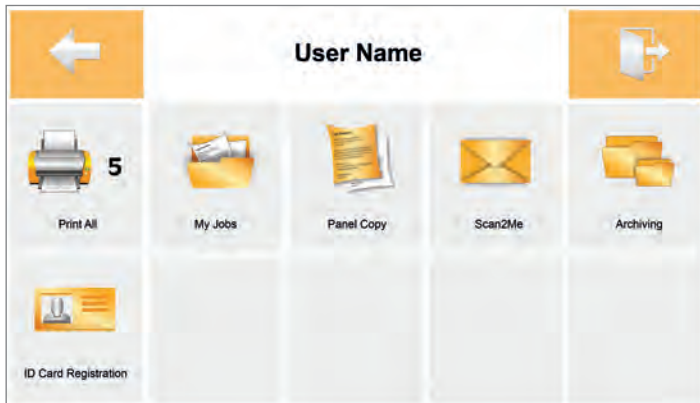 User Name
5
Print All
My Jobs
Panel Copy
Scan2Me
Archiving
ID Card Registration